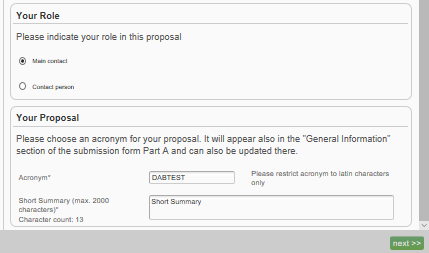 Your Role
Please indicate your role in this proposal
Main contact
Contact person
Your Proposal
Please choose an acronym for your proposal. It will appear also in the "General Information"
section of the submission form Part A and can also be updated there.
Acronym*
DABTEST
Please restrict acronym to latin characters
only
Short Summary (max. 2000
characters)*
Character count: 13
Short Summary
next >>